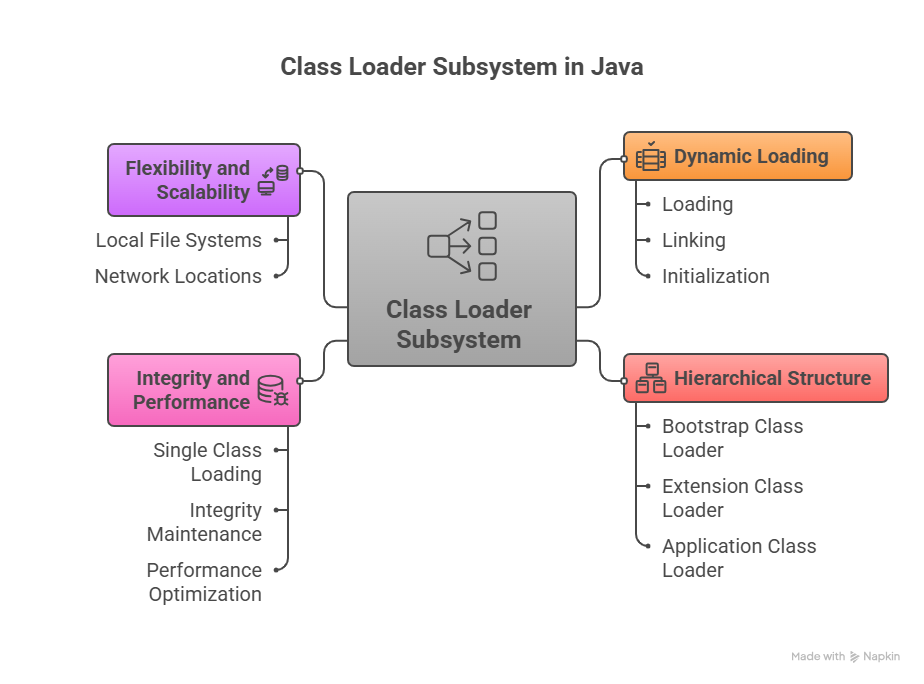 Class Loader Subsystem in Java
Flexibility and
Scalability
Local File Systems
Network Locations
Integrity and
Performance
Single Class
Loading
Integrity
Maintenance
Performance
Optimization
Class Loader
Subsystem
Dynamic Loading
Loading
Linking
Initialization
Hierarchical Structure
Bootstrap Class
Loader
Extension Class
Loader
Application Class
Loader
Made with Napkin